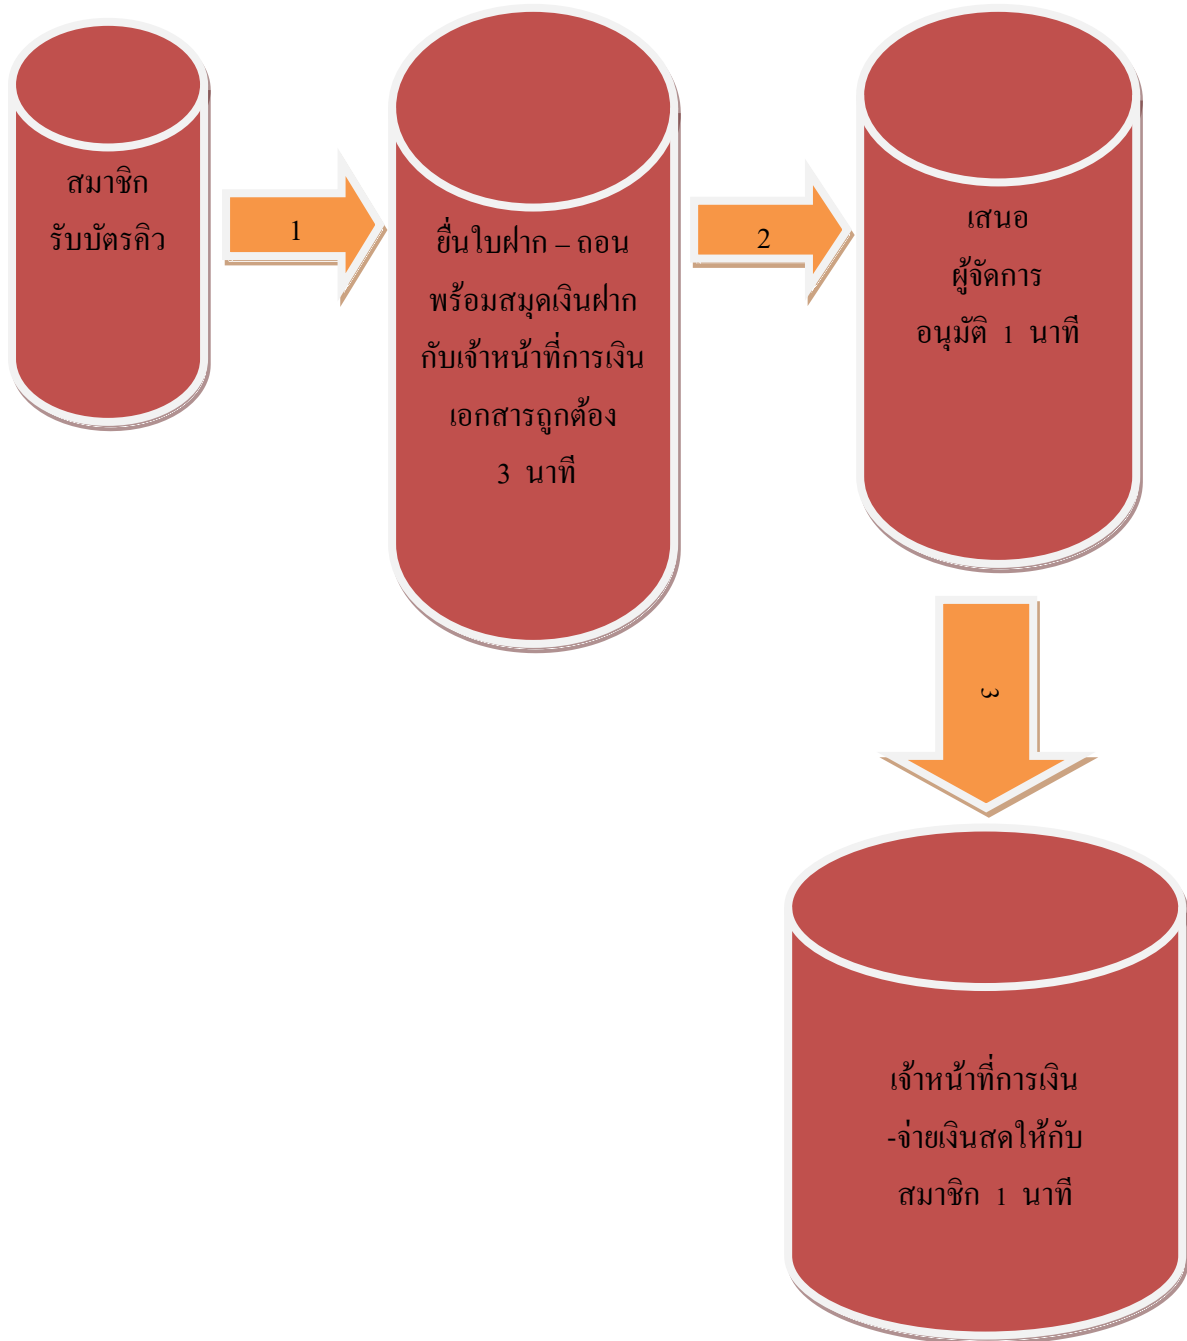 สมาชิก
รับบัตรคิว
1
ยื่นใบฝาก – ถอน
พร้อมสมุดเงินฝาก
กับเจ้าหน้าที่การเงิน
เอกสารถูกต้อง
3 นาที
2
เสนอ
ผู้จัดการ
อนุมัติ 1 นาที
3
เจ้าหน้าที่การเงิน
-จ่ายเงินสดให้กับ
สมาชิก 1 นาที